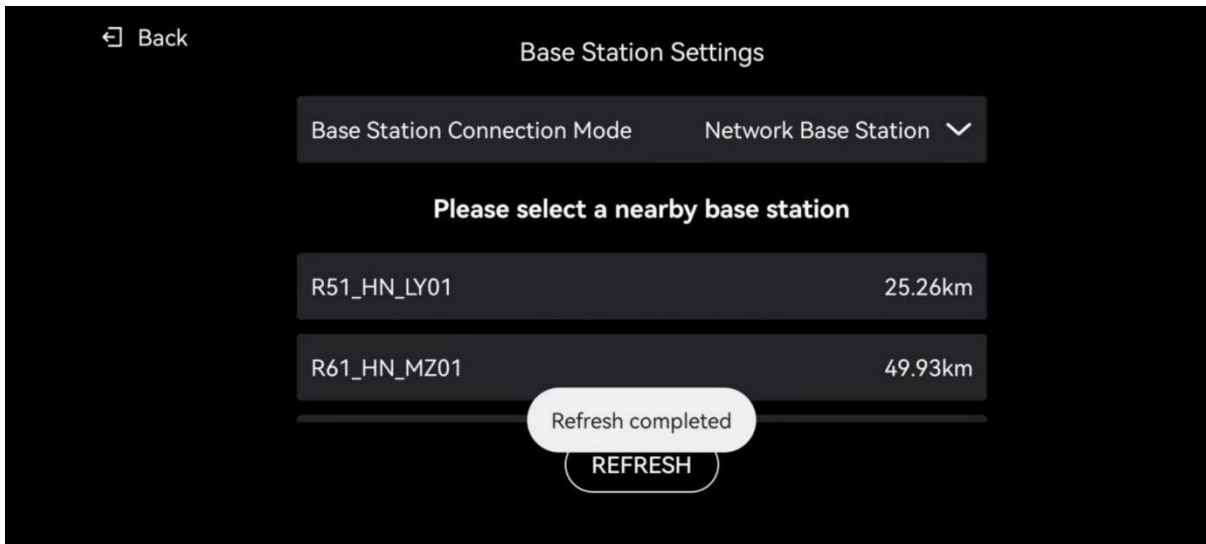 Back
Base Station Settings
Base Station Connection Mode Network Base Station
Please select a nearby base station
R51_HN_LY01 25.26km
R61_HN_MZ01 49.93km
Refresh completed
REFRESH